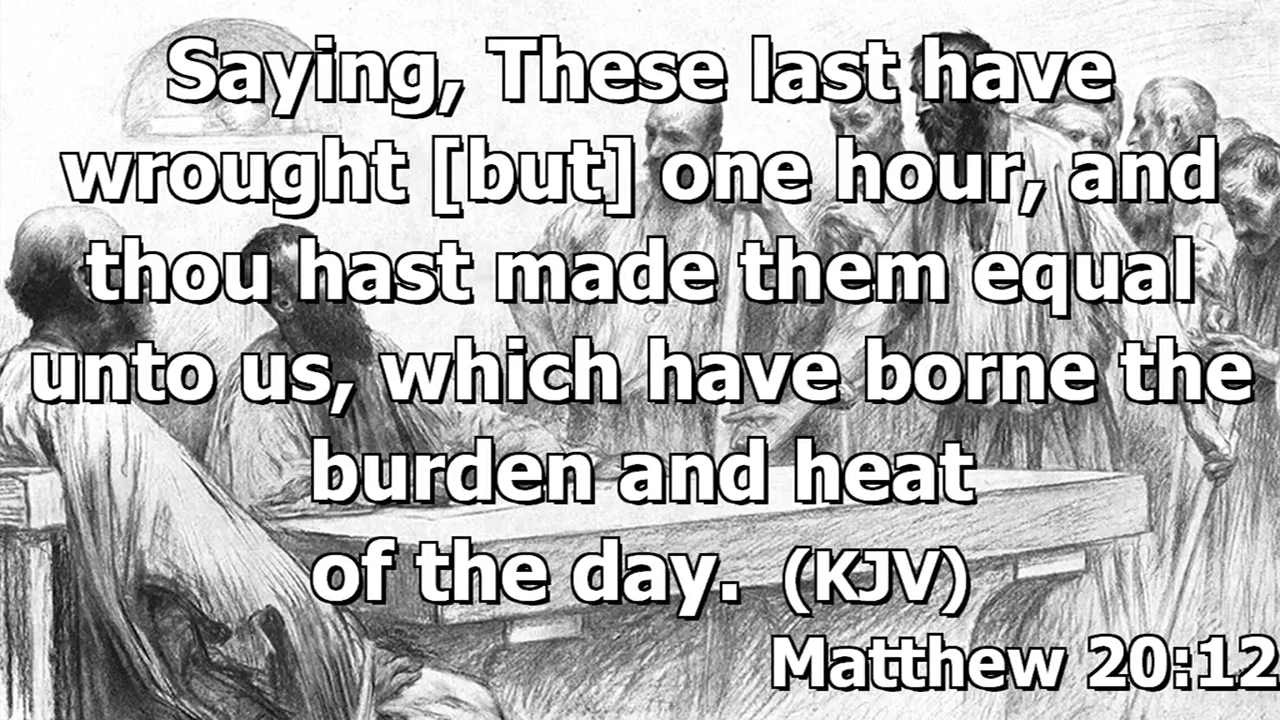 Saying, These last have
wrought [but] one hour, and
thou hast made them equal
unto us, which have borne the
burden and heat
of the day. (KJV)
Matthew 20:12